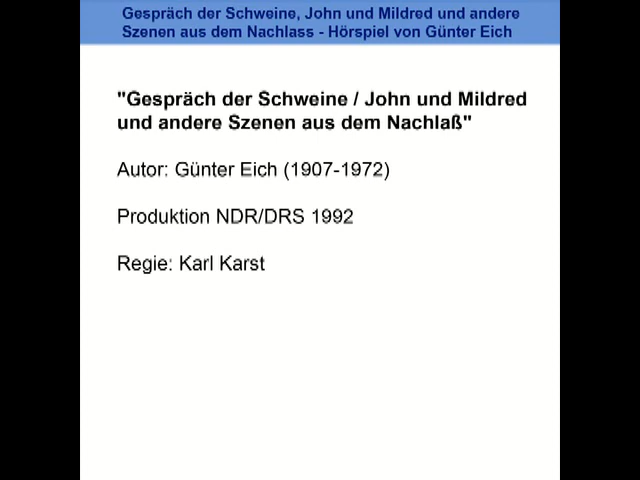 Gespräch der Schweine, John und Mildred und andere
Szenen aus dem Nachlass - Hörspiel von Günter Eich
"Gespräch der Schweine / John und Mildred
und andere Szenen aus dem Nachlaß"
Autor: Günter Eich (1907-1972)
Produktion NDR/DRS 1992
Regie: Karl Karst